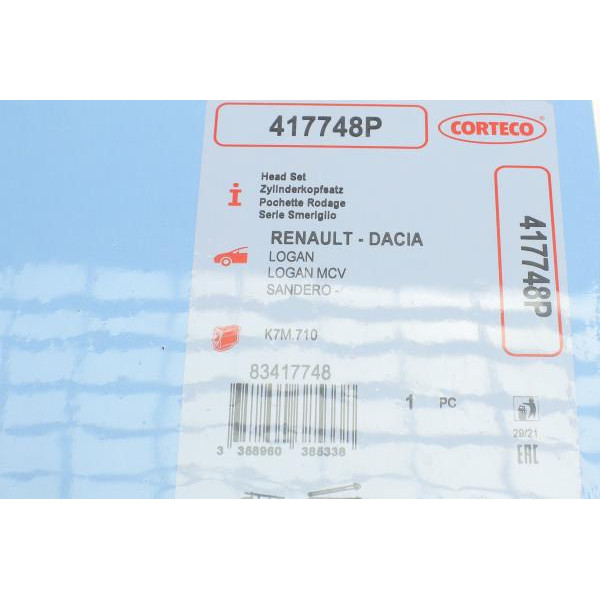 417748P
CORTECO
Head Set
Zylinderkopfsatz
Pochette Rodage
Serie Smeriglio
417748P
RENAULT - DACIA
LOGAN
LOGAN MCV
SANDERO -
K7M.710
83417748
1 PC
3 358960 385338
29/21
EAC